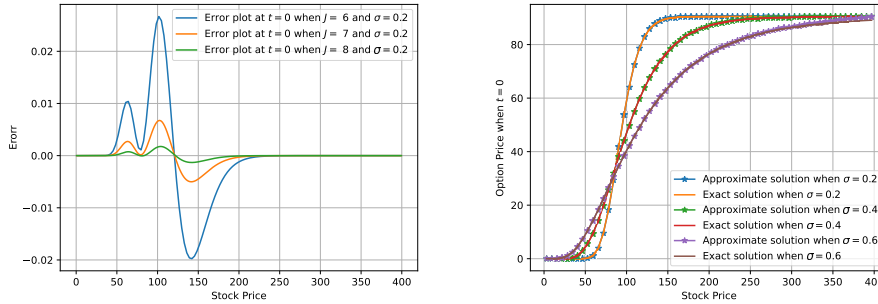 Error plot at t = 0 when J = 6 and σ = 0.2
Error plot at t = 0 when J = 7 and σ = 0.2
Error plot at t = 0 when J = 8 and σ = 0.2
0.02
0.01
0.00
−0.01
−0.02
Erorr
0 50 100 150 200 250 300 350 400
Stock Price
80
60
40
20
0
Option Price when t = 0
Approximate solution when σ = 0.2
Exact solution when σ = 0.2
Approximate solution when σ = 0.4
Exact solution when σ = 0.4
Approximate solution when σ = 0.6
Exact solution when σ = 0.6
0 50 100 150 200 250 300 350 400
Stock Price